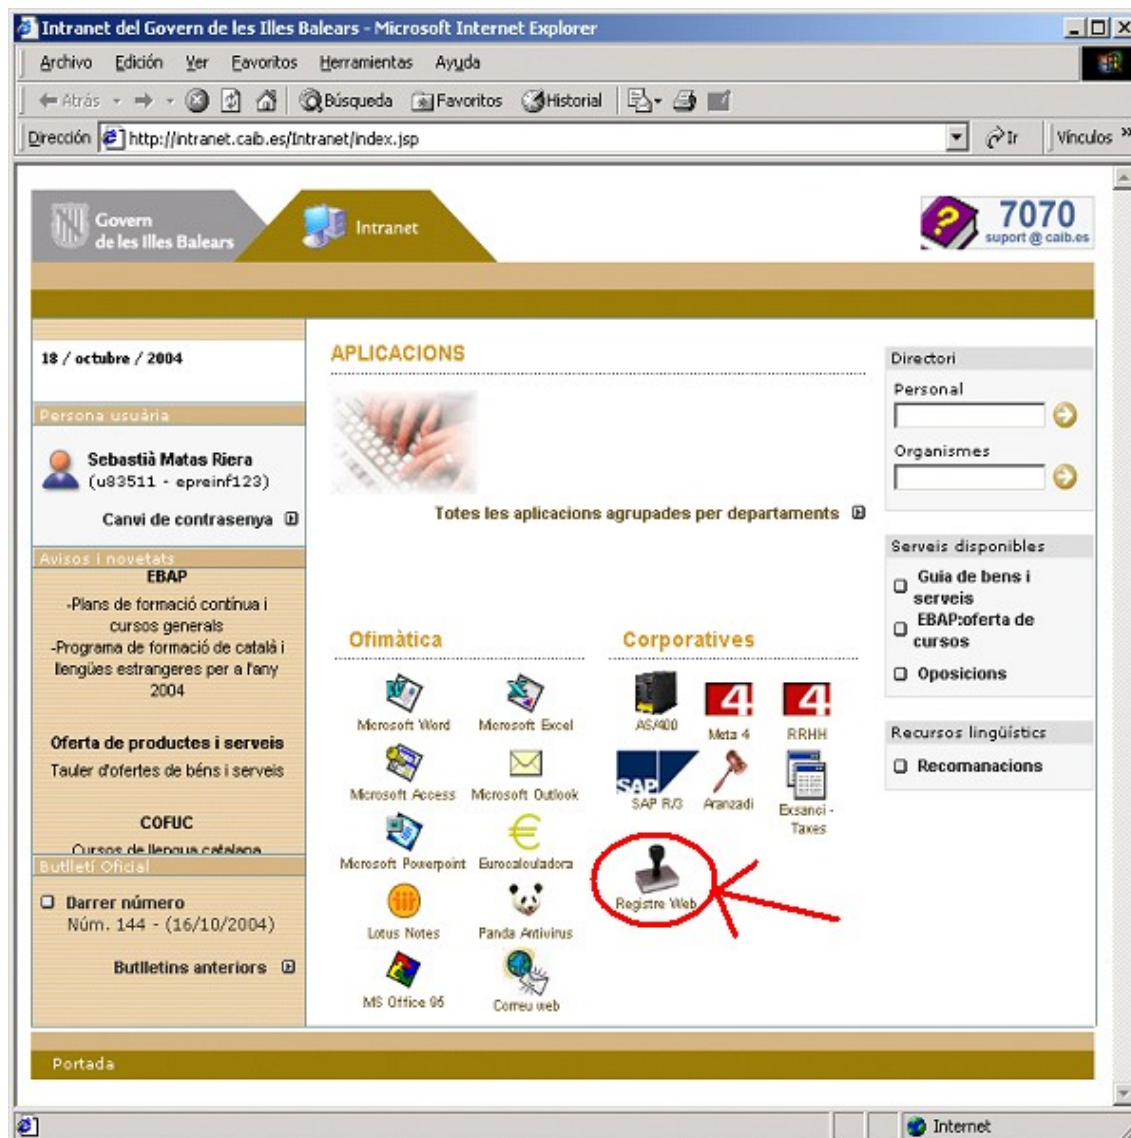 Intranet del Govern de les Illes Balears - Microsoft Internet Explorer
Archivo Edición Ver Favoritos Herramientas Ayuda
Atrás Búsqueda Favoritos Historial
Dirección http://intranet.caib.es/Intranet/index.jsp Ir Vínculos »
Govern
de les Illes Balears
Intranet
7070
suport @ caib.es
18 / octubre / 2004
Persona usuària
Sebastià Matas Riera
(u83511 - epreinf123)
Canvi de contrasenya
Avisos i novetats
EBAP
-Plans de formació contínua i
cursos generals
-Programa de formació de català i
llengües estrangeres per a l'any
2004
Oferta de productes i serveis
Tauler d'ofertes de béns i serveis
COFUC
Cursos de llengua catalana
Butlletí Oficial
Darrer número
Núm. 144 - (16/10/2004)
Butlletins anteriors
APLICACIONS
Totes les aplicacions agrupades per departaments
Ofimàtica
Microsoft Word Microsoft Excel
Microsoft Access Microsoft Outlook
Microsoft Powerpoint Eurocalculadora
Lotus Notes Panda Antivirus
MS Office 95 Correu web
Corporatives
AS/400 Meta 4 RRHH
SAP
SAP R/3 Aranzadi Exsanci -
Taxes
Registre Web
Directori
Personal
Organismes
Serveis disponibles
Guia de bens i
serveis
EBAP:oferta de
cursos
Oposicions
Recursos lingüístics
Recomanacions
Portada
Internet